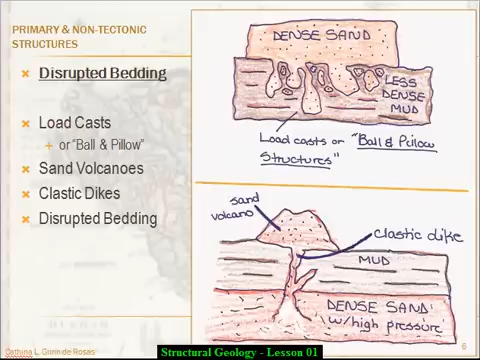 PRIMARY & NON-TECTONIC
STRUCTURES
Disrupted Bedding
Load Casts
or "Ball & Pillow"
Sand Volcanoes
Clastic Dikes
Disrupted Bedding
DENSE SAND
LESS
DENSE
MUD
Load casts or "Ball & Pillow
Structures"
sand
volcano
clastic dike
MUD
DENSE SAND
w/high pressure
6
Structural Geology - Lesson 01